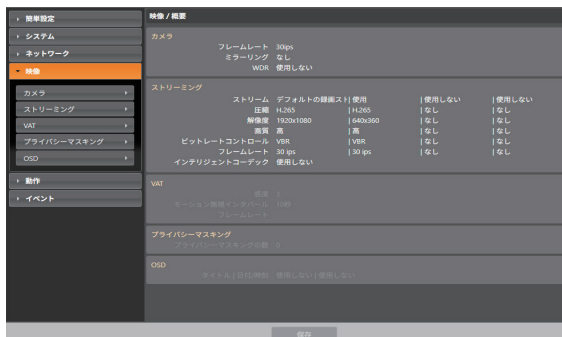 簡単設定
システム
ネットワーク
映像
カメラ
ストリーミング
VAT
プライバシーマスキング
OSD
動作
イベント
映像 / 概要
カメラ
フレームレート 30ips
ミラーリング なし
WDR 使用しない
ストリーミング
ストリーム デフォルトの録画スト| 使用 | 使用しない | 使用しない
圧縮 H.265 | H.265 | なし | なし
解像度 1920x1080 | 640x360 | なし | なし
画質 高 | 高 | なし | なし
ビットレートコントロール VBR | VBR | なし | なし
フレームレート 30 ips | 30 ips | なし | なし
インテリジェントコーデック 使用しない
VAT
感度
モーション無視インターバル 10秒
フレームレート
プライバシーマスキング
プライバシーマスキングの数 0
OSD
タイトル | 日付/時刻 使用しない | 使用しない
保存